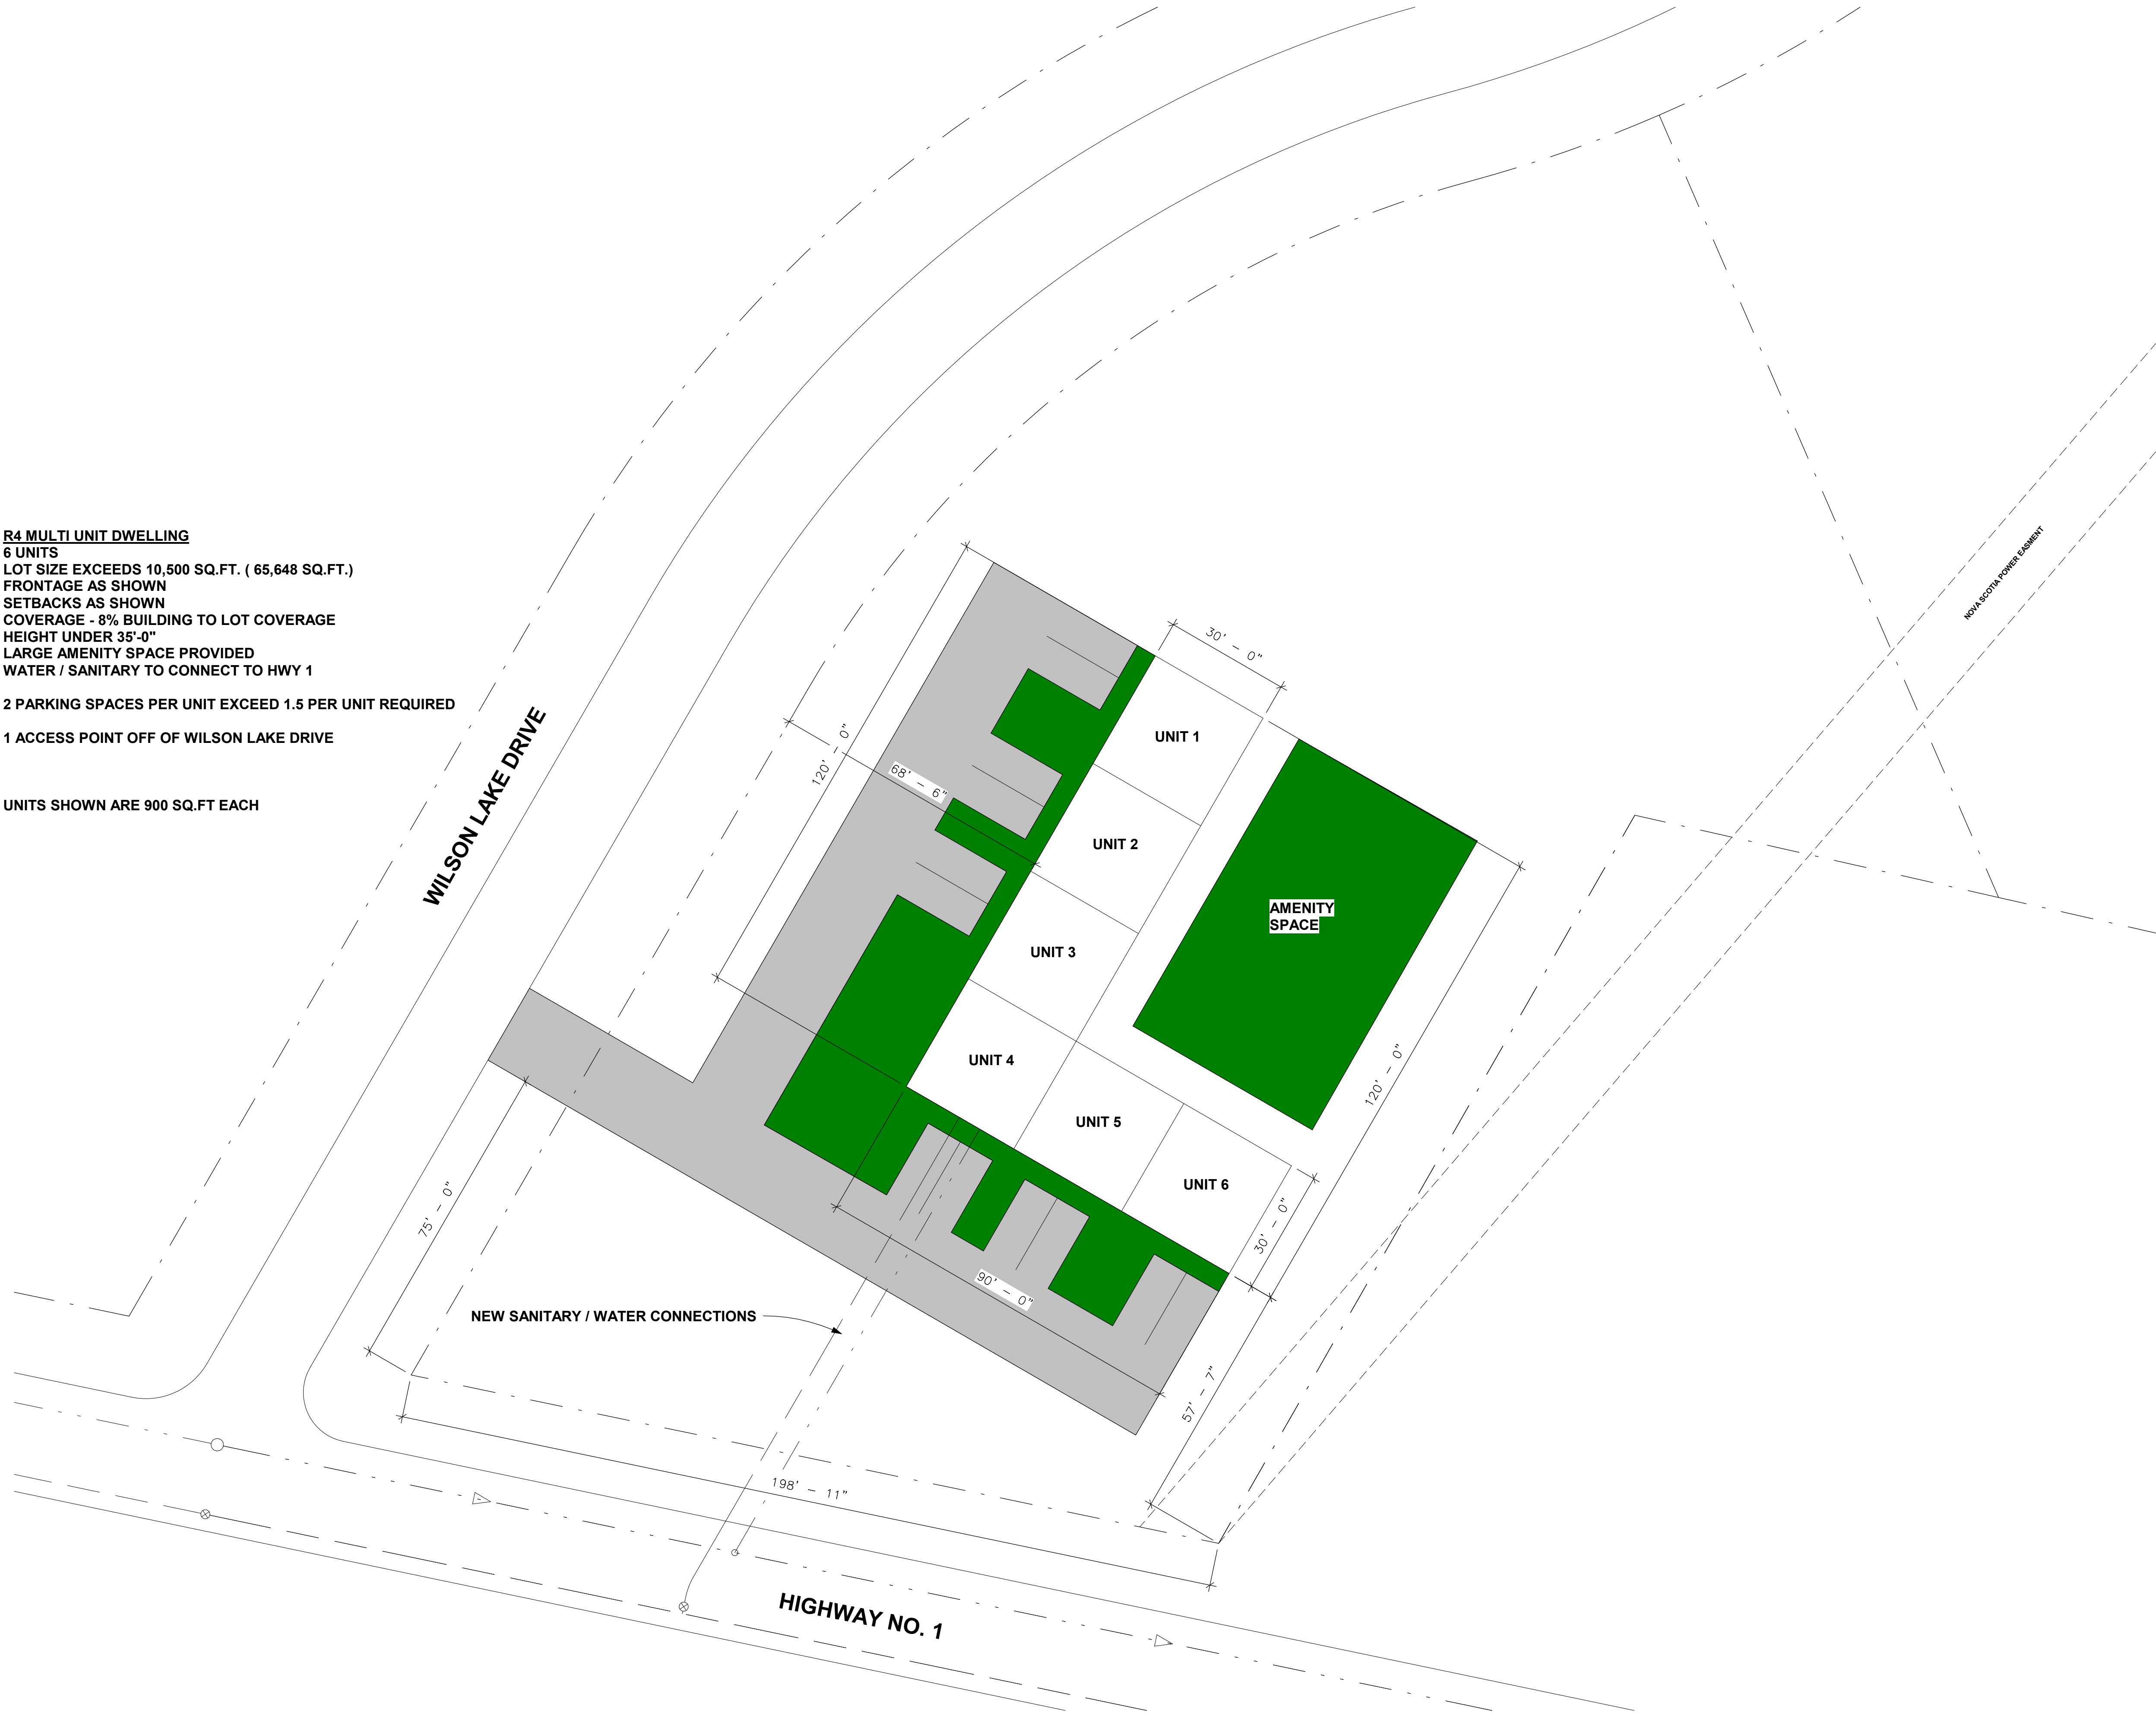 R4 MULTI UNIT DWELLING
6 UNITS
LOT SIZE EXCEEDS 10,500 SQ.FT. ( 65,648 SQ.FT.)
FRONTAGE AS SHOWN
SETBACKS AS SHOWN
COVERAGE - 8% BUILDING TO LOT COVERAGE
HEIGHT UNDER 35'-0"
LARGE AMENITY SPACE PROVIDED
WATER / SANITARY TO CONNECT TO HWY 1
2 PARKING SPACES PER UNIT EXCEED 1.5 PER UNIT REQUIRED
1 ACCESS POINT OFF OF WILSON LAKE DRIVE
UNITS SHOWN ARE 900 SQ.FT EACH
WILSON LAKE DRIVE
NOVA SCOTIA POWER EASMENT
30' – 0"
120' – 0"
68' – 6"
UNIT 1
UNIT 2
UNIT 3
UNIT 4
UNIT 5
UNIT 6
AMENITY
SPACE
120' – 0"
30' – 0"
90' – 0"
75' – 0"
57' – 7"
NEW SANITARY / WATER CONNECTIONS
198' – 11"
HIGHWAY NO. 1